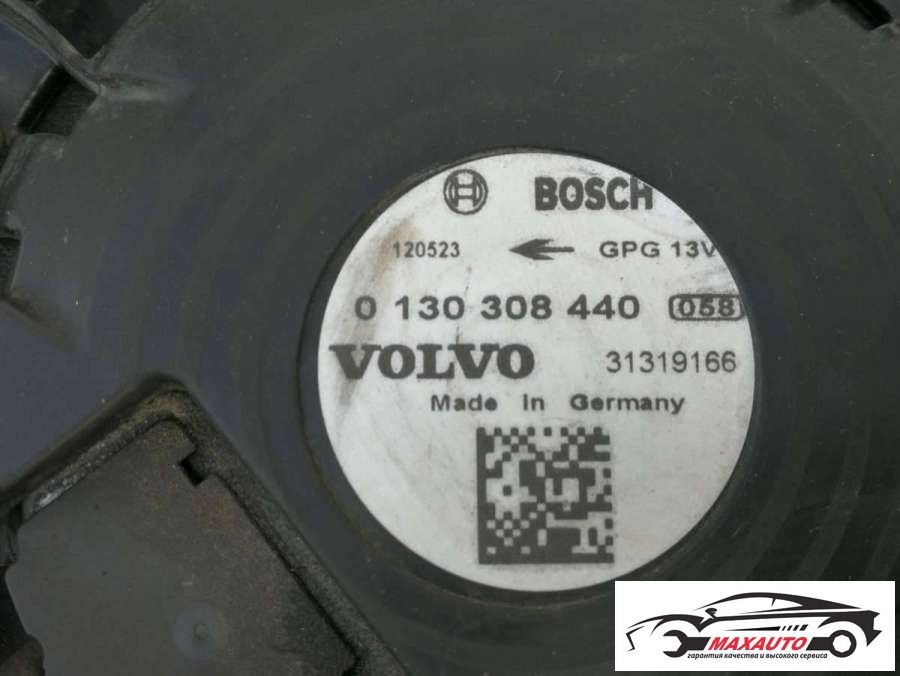 BOSCH
120523 GPG 13V
0 130 308 440 058
VOLVO 31319166
Made in Germany
MAXAUTO
гарантия качества и высокого сервиса